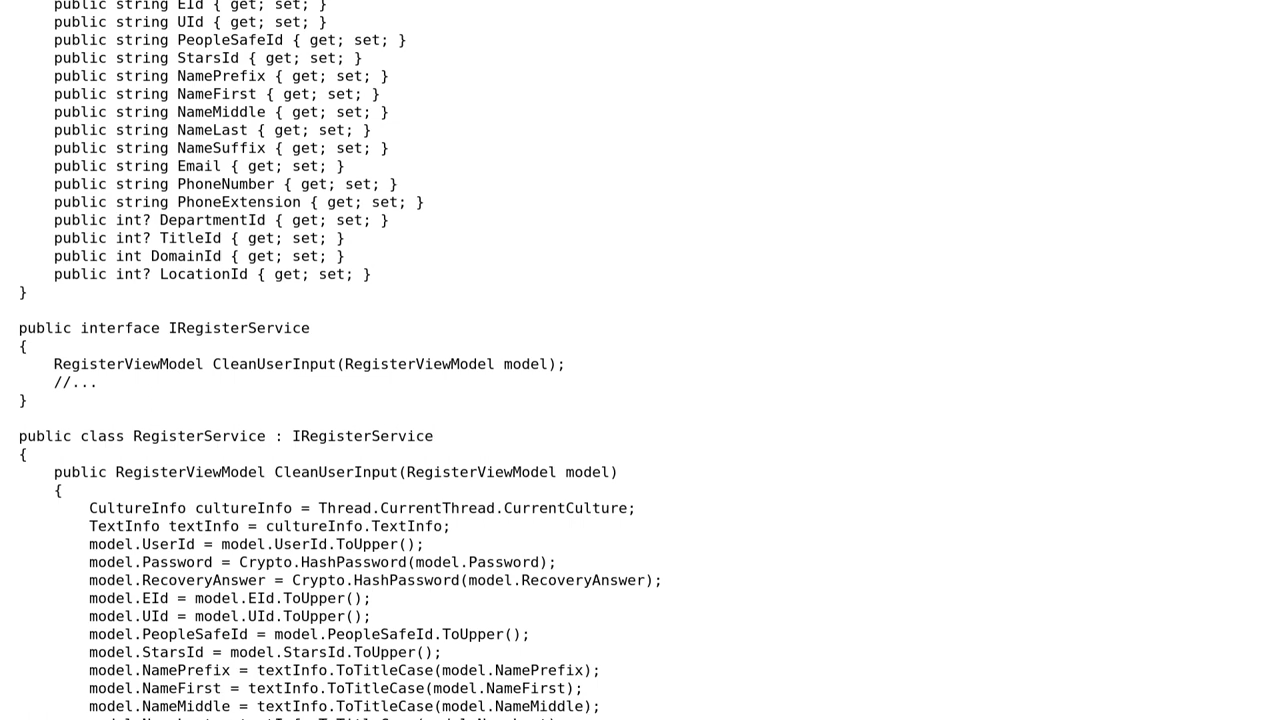 public string EId { get; set; }
    public string UId { get; set; }
    public string PeopleSafeId { get; set; }
    public string StarsId { get; set; }
    public string NamePrefix { get; set; }
    public string NameFirst { get; set; }
    public string NameMiddle { get; set; }
    public string NameLast { get; set; }
    public string NameSuffix { get; set; }
    public string Email { get; set; }
    public string PhoneNumber { get; set; }
    public string PhoneExtension { get; set; }
    public int? DepartmentId { get; set; }
    public int? TitleId { get; set; }
    public int DomainId { get; set; }
    public int? LocationId { get; set; }
}

public interface IRegisterService
{
    RegisterViewModel CleanUserInput(RegisterViewModel model);
    //...
}

public class RegisterService : IRegisterService
{
    public RegisterViewModel CleanUserInput(RegisterViewModel model)
    {
        CultureInfo cultureInfo = Thread.CurrentThread.CurrentCulture;
        TextInfo textInfo = cultureInfo.TextInfo;
        model.UserId = model.UserId.ToUpper();
        model.Password = Crypto.HashPassword(model.Password);
        model.RecoveryAnswer = Crypto.HashPassword(model.RecoveryAnswer);
        model.EId = model.EId.ToUpper();
        model.UId = model.UId.ToUpper();
        model.PeopleSafeId = model.PeopleSafeId.ToUpper();
        model.StarsId = model.StarsId.ToUpper();
        model.NamePrefix = textInfo.ToTitleCase(model.NamePrefix);
        model.NameFirst = textInfo.ToTitleCase(model.NameFirst);
        model.NameMiddle = textInfo.ToTitleCase(model.NameMiddle);